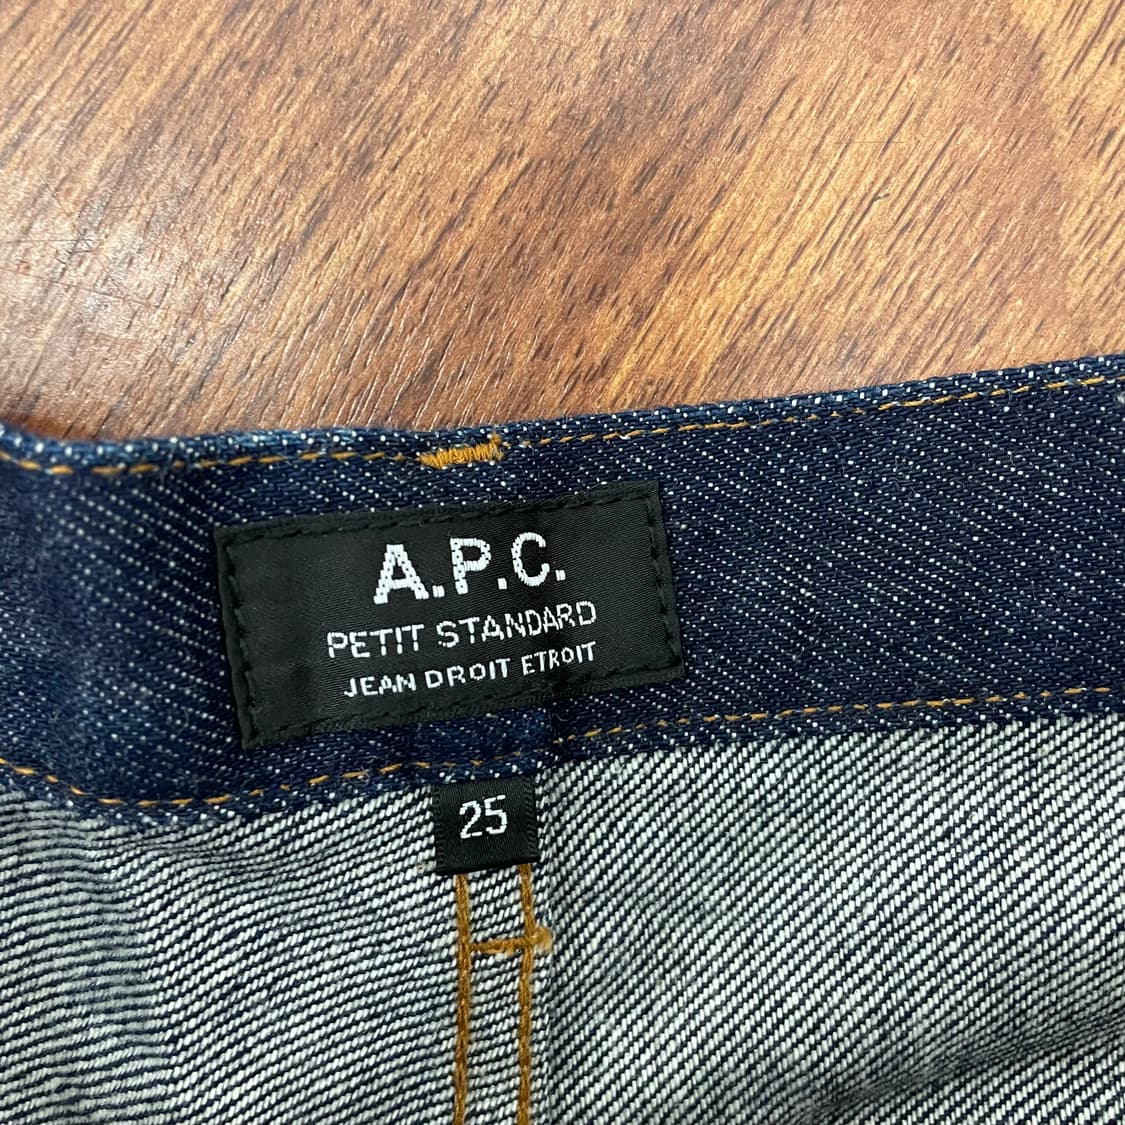 A.P.C.
PETIT STANDARD
JEAN DROIT ETROIT
25